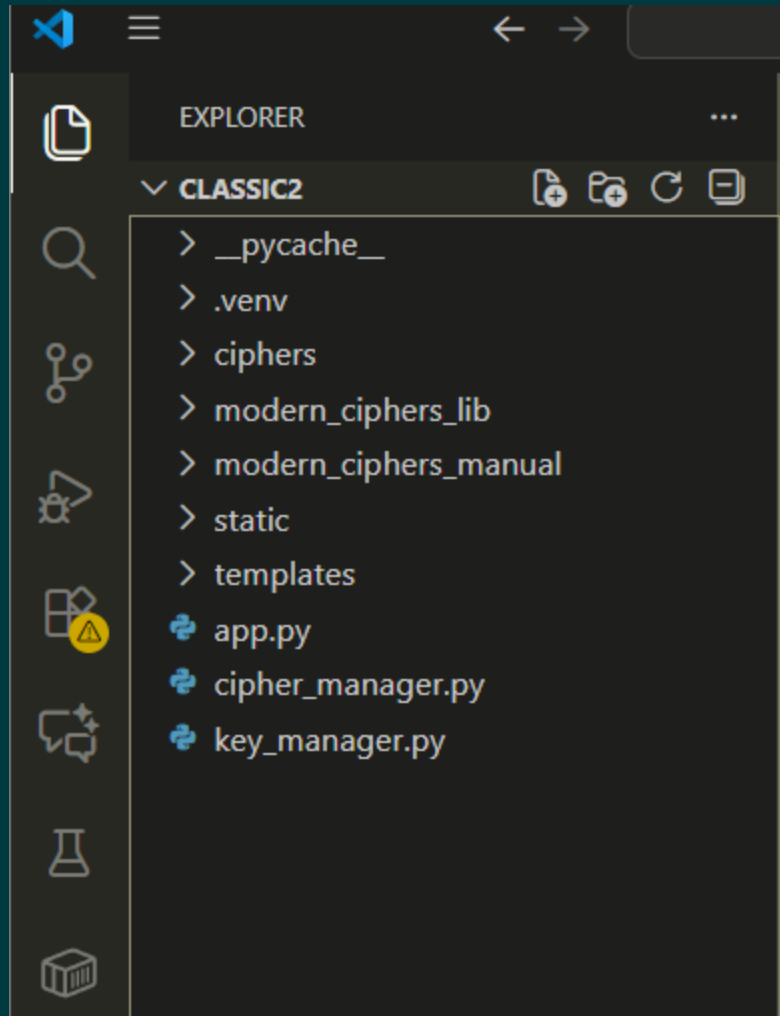 EXPLORER
CLASSIC2
__pycache__
.venv
ciphers
modern_ciphers_lib
modern_ciphers_manual
static
templates
app.py
cipher_manager.py
key_manager.py